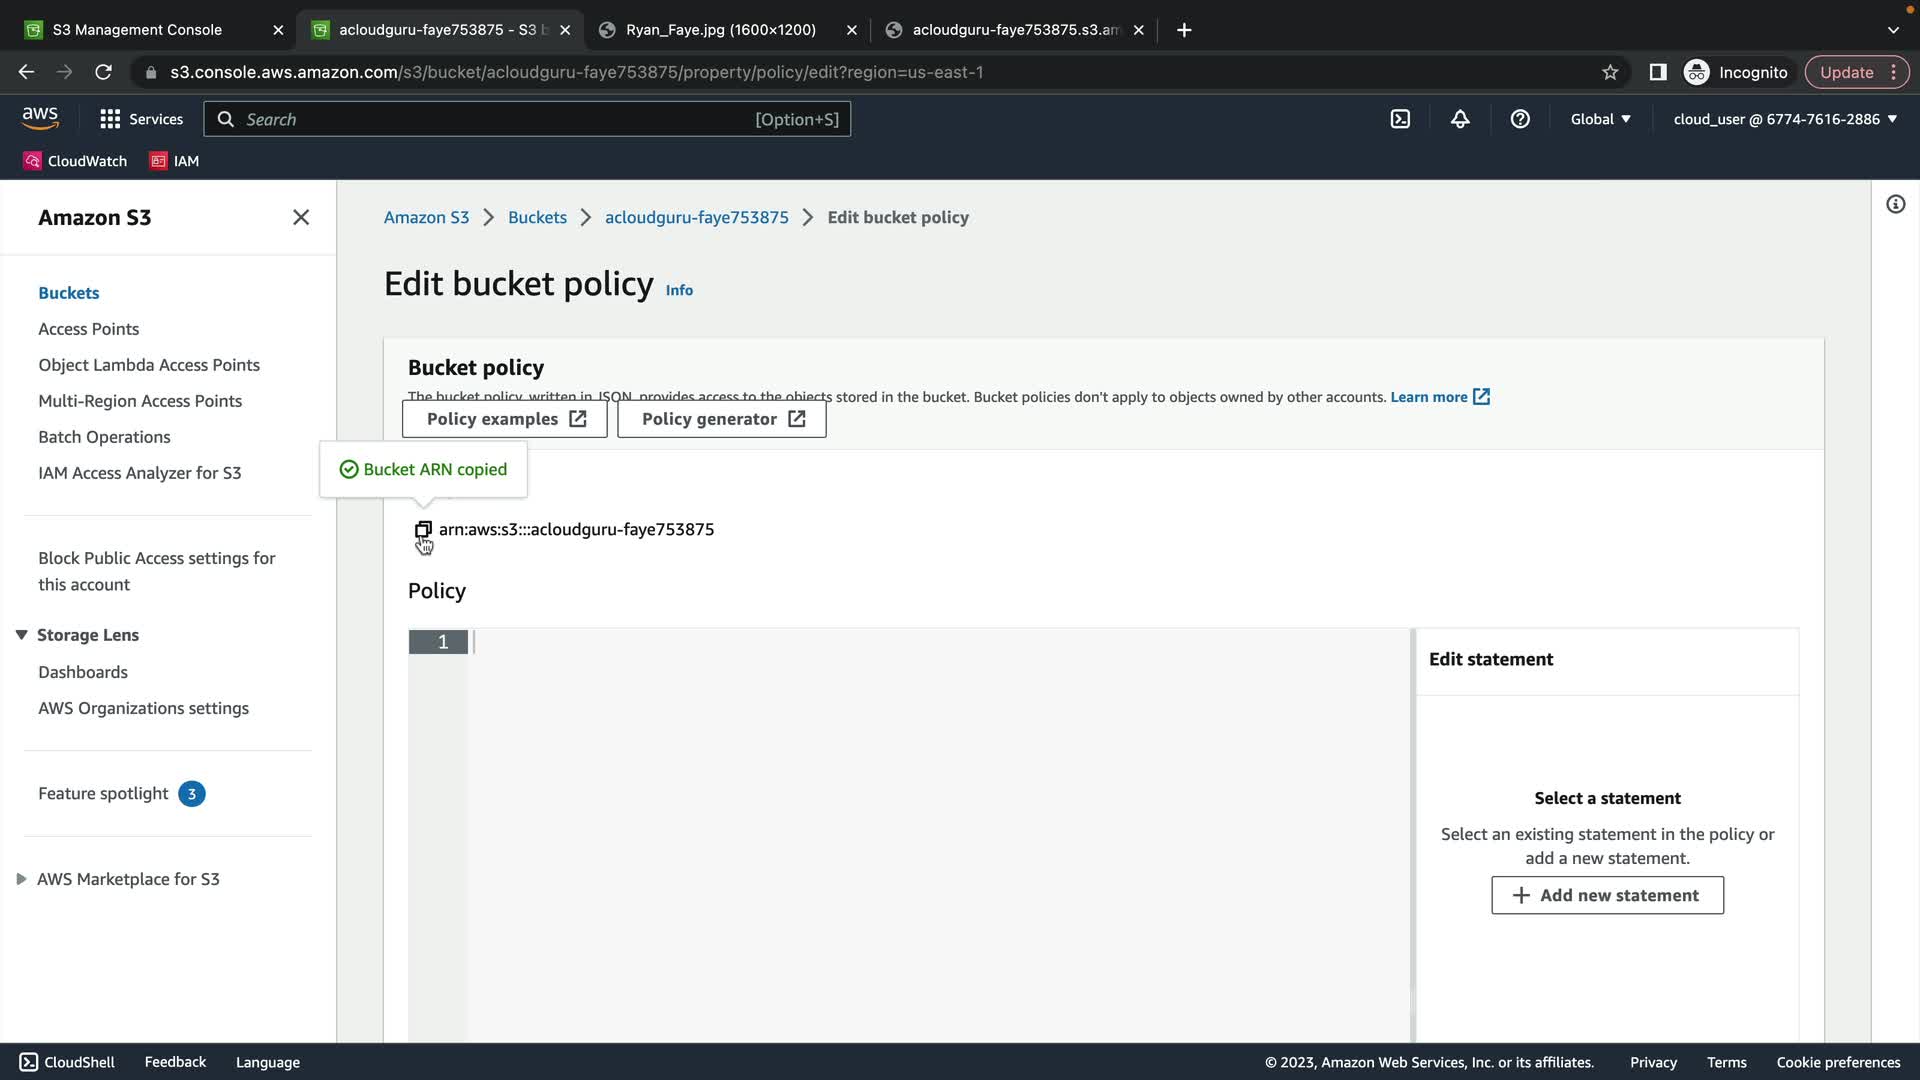 S3 Management Console
acloudguru-faye753875 - S3 b
Ryan_Faye.jpg (1600×1200)
acloudguru-faye753875.s3.am
s3.console.aws.amazon.com/s3/bucket/acloudguru-faye753875/property/policy/edit?region=us-east-1
Incognito
Update
aws
Services
Search
[Option+S]
Global
cloud_user @ 6774-7616-2886
CloudWatch
IAM
Amazon S3
Buckets
Access Points
Object Lambda Access Points
Multi-Region Access Points
Batch Operations
IAM Access Analyzer for S3
Block Public Access settings for
this account
Storage Lens
Dashboards
AWS Organizations settings
Feature spotlight 3
AWS Marketplace for S3
Amazon S3 > Buckets > acloudguru-faye753875 > Edit bucket policy
Edit bucket policy Info
Bucket policy
The bucket policy, written in JSON, provides access to the objects stored in the bucket. Bucket policies don't apply to objects owned by other accounts. Learn more
Policy examples
Policy generator
Bucket ARN copied
arn:aws:s3:::acloudguru-faye753875
Policy
1
Edit statement
Select a statement
Select an existing statement in the policy or
add a new statement.
+ Add new statement
CloudShell
Feedback
Language
© 2023, Amazon Web Services, Inc. or its affiliates.
Privacy
Terms
Cookie preferences